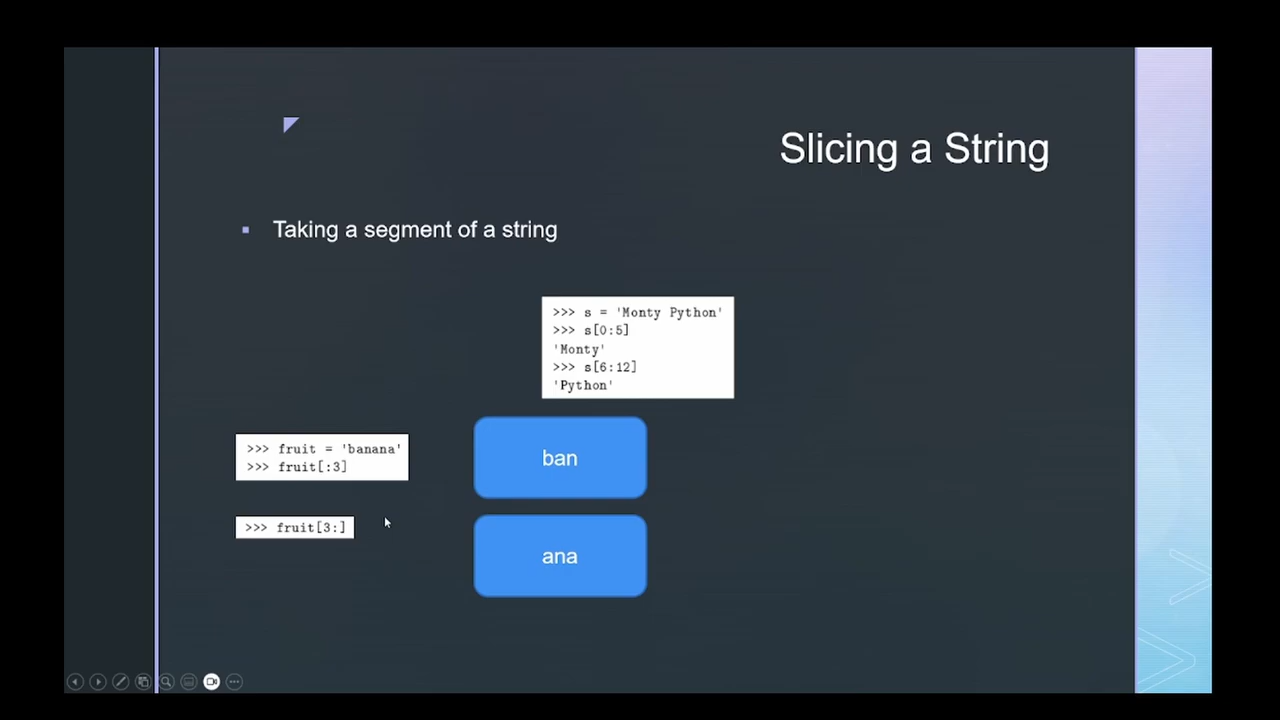 Slicing a String
Taking a segment of a string
>>> s = 'Monty Python'
>>> s[0:5]
'Monty'
>>> s[6:12]
'Python'
>>> fruit = 'banana'
>>> fruit[:3]
ban
>>> fruit[3:]
ana